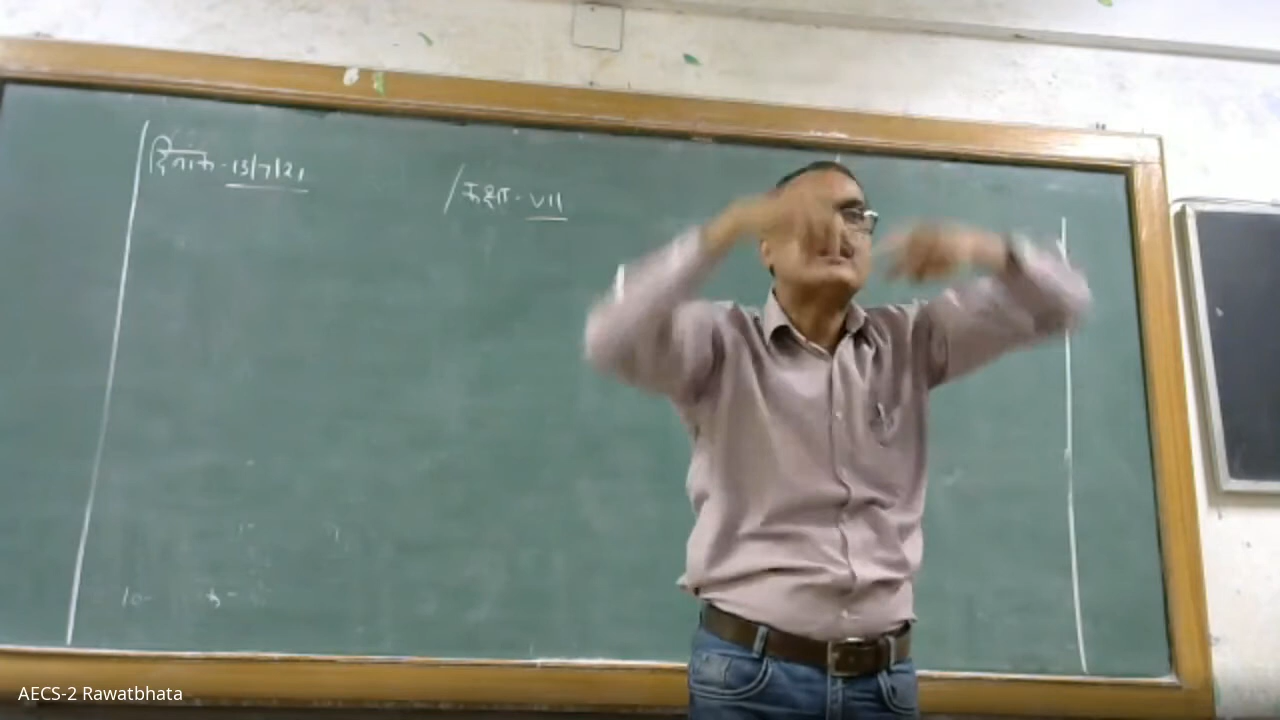 दिनांक - 13/7/21
कक्षा - VII
AECS-2 Rawatbhata